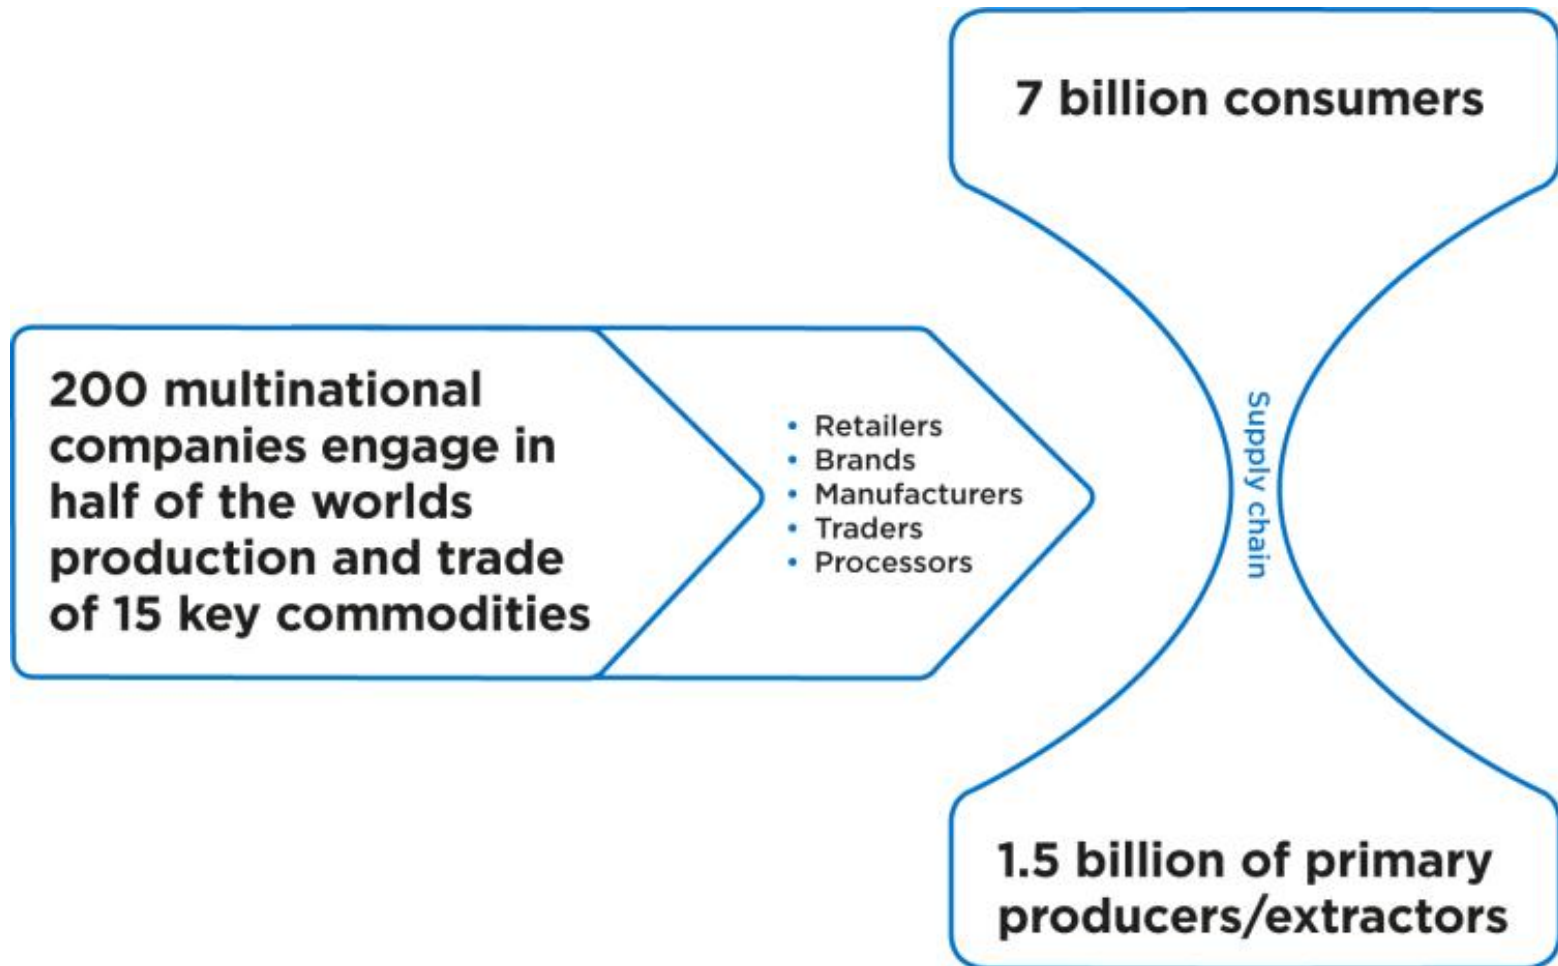 7 billion consumers
200 multinational
companies engage in
half of the worlds
production and trade
of 15 key commodities
• Retailers
• Brands
• Manufacturers
• Traders
• Processors
Supply chain
1.5 billion of primary
producers/extractors